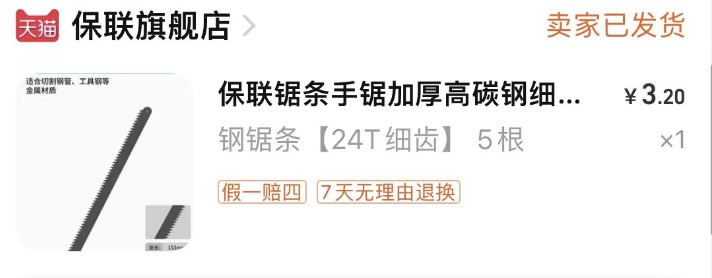 天猫 保联旗舰店 卖家已发货
适合切割钢管、工具钢等
金属材质
保联锯条手锯加厚高碳钢细... ¥3.20
钢锯条【24T细齿】 5根 ×1
假一赔四 7天无理由退换